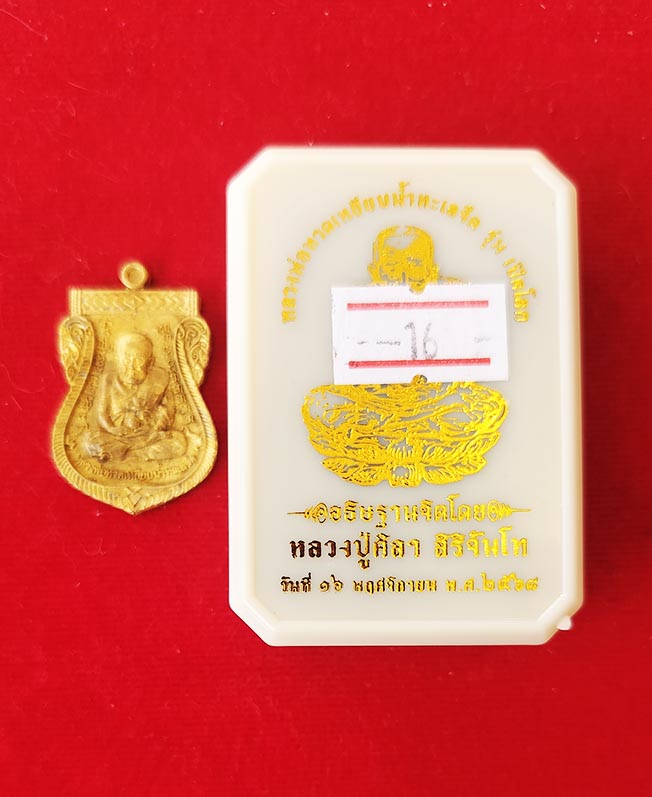 หลวงพ่อทวดเหยียบน้ำทะเลจืด รุ่น เปิดโลก
16
อธิษฐานจิตโดย
หลวงปู่ศิลา สิริจันโท
วันที่ ๑๖ พฤศจิกายน พ.ศ.๒๕๖๗